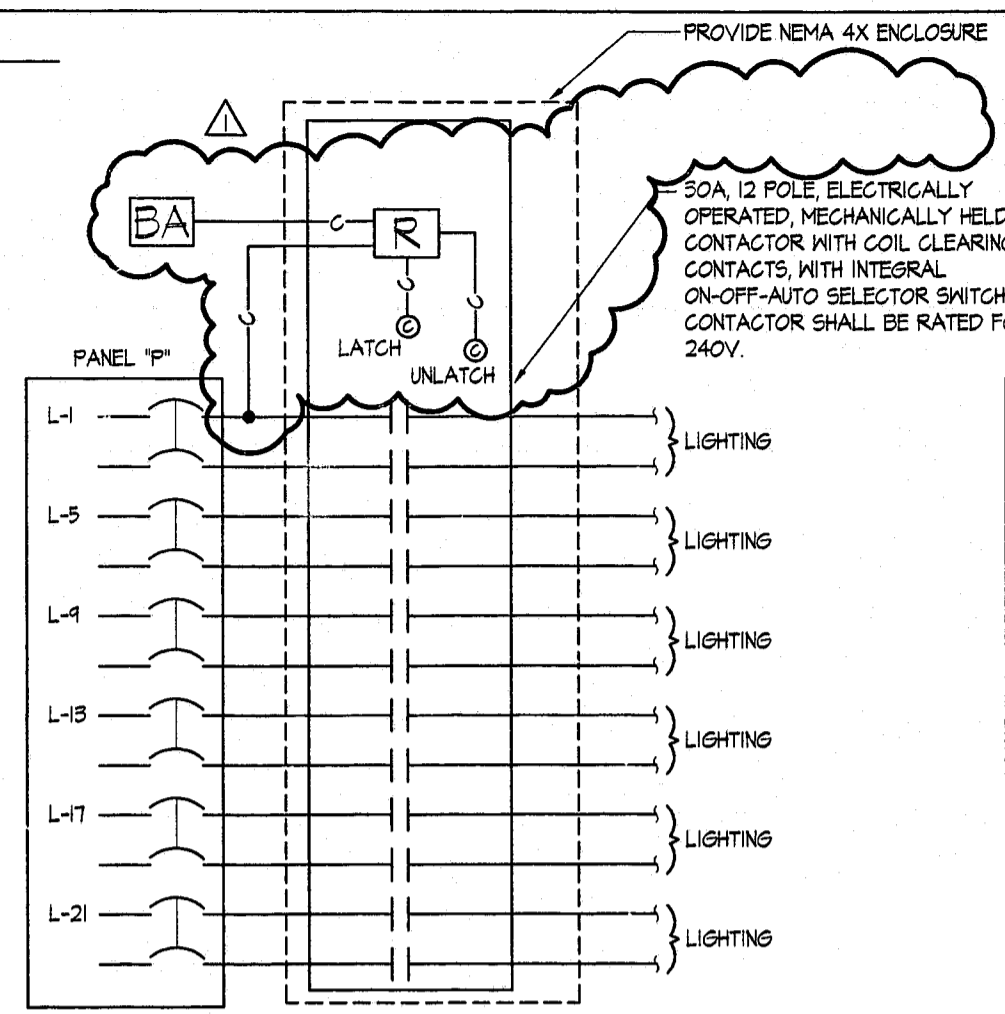 PROVIDE NEMA 4X ENCLOSURE
1
BA
C
R
30A, 12 POLE, ELECTRICALLY
OPERATED, MECHANICALLY HELD
CONTACTOR WITH COIL CLEARING
CONTACTS, WITH INTEGRAL
ON-OFF-AUTO SELECTOR SWITCH
CONTACTOR SHALL BE RATED FO
240V.
C
C
C
C
LATCH
C
UNLATCH
PANEL "P"
L-1
LIGHTING
L-5
LIGHTING
L-9
LIGHTING
L-13
LIGHTING
L-17
LIGHTING
L-21
LIGHTING